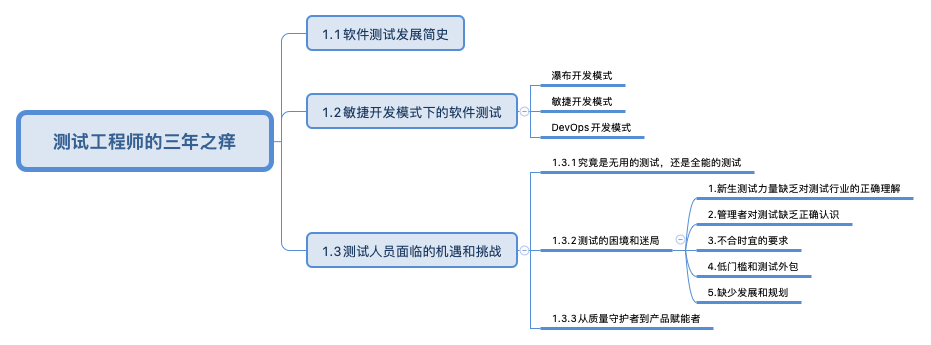 测试工程师的三年之痒
1.1 软件测试发展简史
1.2 敏捷开发模式下的软件测试
瀑布开发模式
敏捷开发模式
DevOps 开发模式
1.3 测试人员面临的机遇和挑战
1.3.1 究竟是无用的测试，还是全能的测试
1.3.2 测试的困境和迷局
1.新生测试力量缺乏对测试行业的正确理解
2.管理者对测试缺乏正确认识
3.不合时宜的要求
4.低门槛和测试外包
5.缺少发展和规划
1.3.3 从质量守护者到产品赋能者